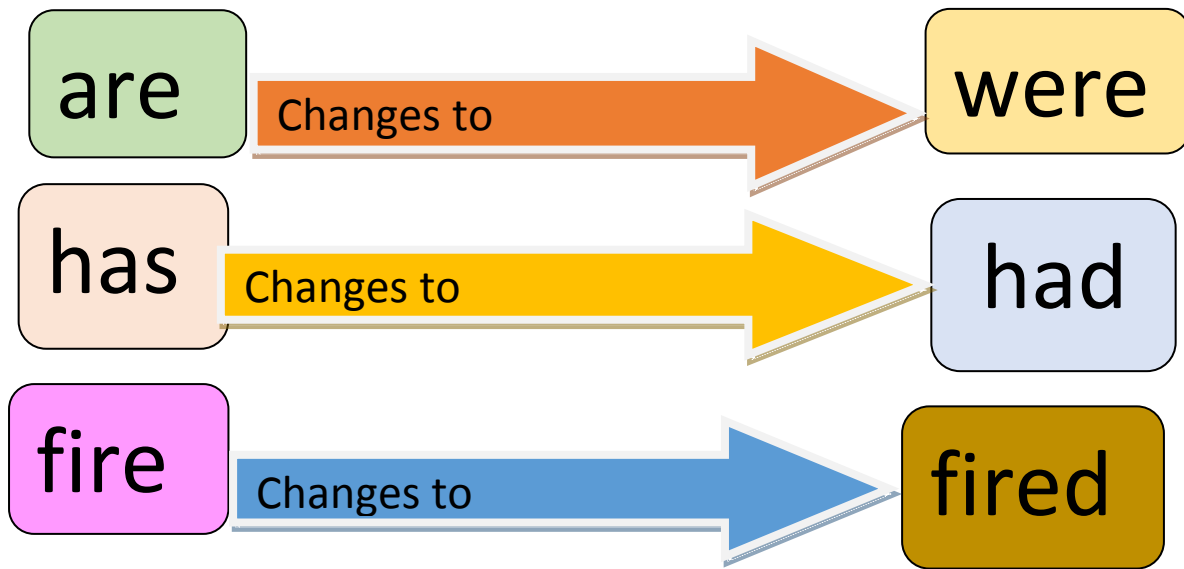 are Changes to were
has Changes to had
fire Changes to fired